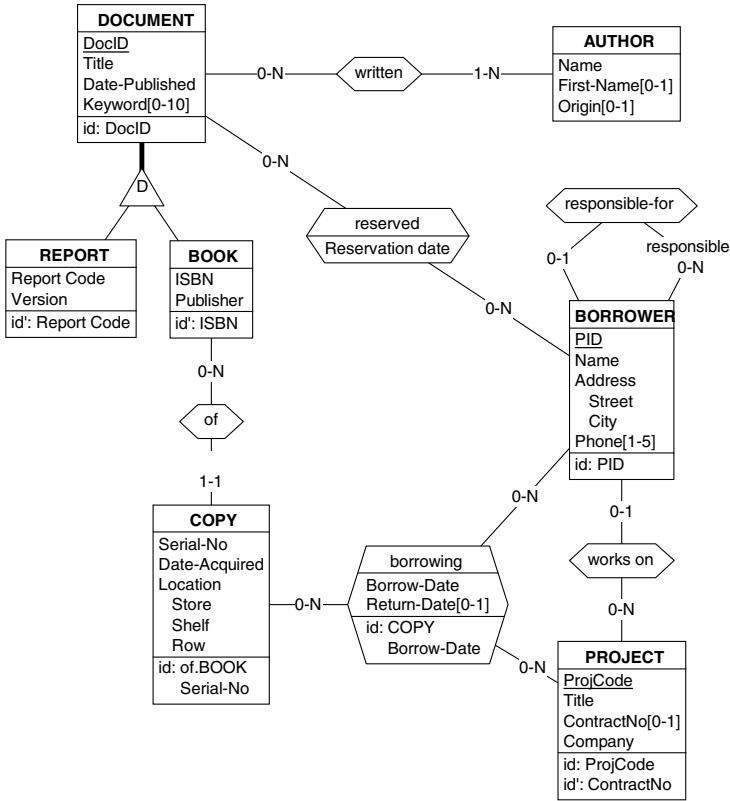 DOCUMENT
DocID
Title
Date-Published
Keyword[0-10]
id: DocID
0-N
written
1-N
AUTHOR
Name
First-Name[0-1]
Origin[0-1]
0-N
D
reserved
Reservation date
0-N
responsible-for
0-1
responsible
0-N
REPORT
Report Code
Version
id': Report Code
BOOK
ISBN
Publisher
id': ISBN
BORROWER
PID
Name
Address
Street
City
Phone[1-5]
id: PID
0-N
of
1-1
COPY
Serial-No
Date-Acquired
Location
Store
Shelf
Row
id: of.BOOK
Serial-No
0-N
borrowing
Borrow-Date
Return-Date[0-1]
id: COPY
Borrow-Date
0-N
0-N
0-1
works on
0-N
PROJECT
ProjCode
Title
ContractNo[0-1]
Company
id: ProjCode
id': ContractNo